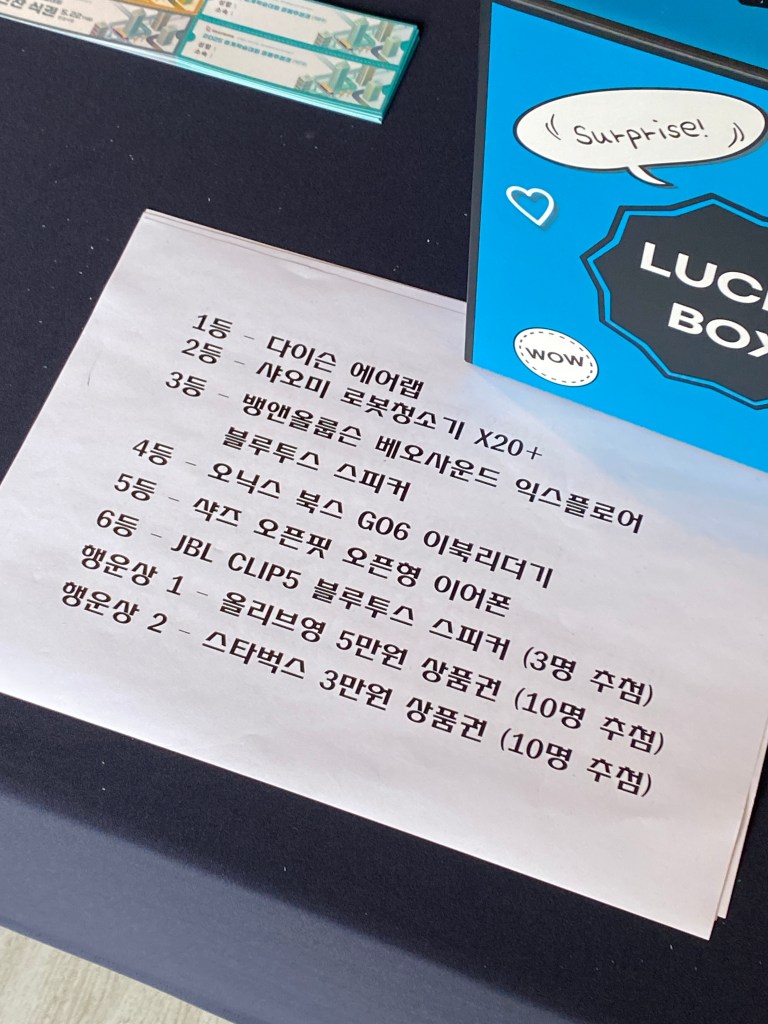 성명 :
소속 :
Surprise!
LUC
BOX
WOW
1등 - 다이슨 에어랩
2등 - 샤오미 로봇청소기 X20+
3등 - 뱅앤올룹슨 베오사운드 익스플로어
블루투스 스피커
4등 - 오닉스 북스 GO6 이북리더기
5등 - 샥즈 오픈핏 오픈형 이어폰
6등 - JBL CLIP5 블루투스 스피커 (3명 추첨)
행운상 1 - 올리브영 5만원 상품권 (10명 추첨)
행운상 2 - 스타벅스 3만원 상품권 (10명 추첨)